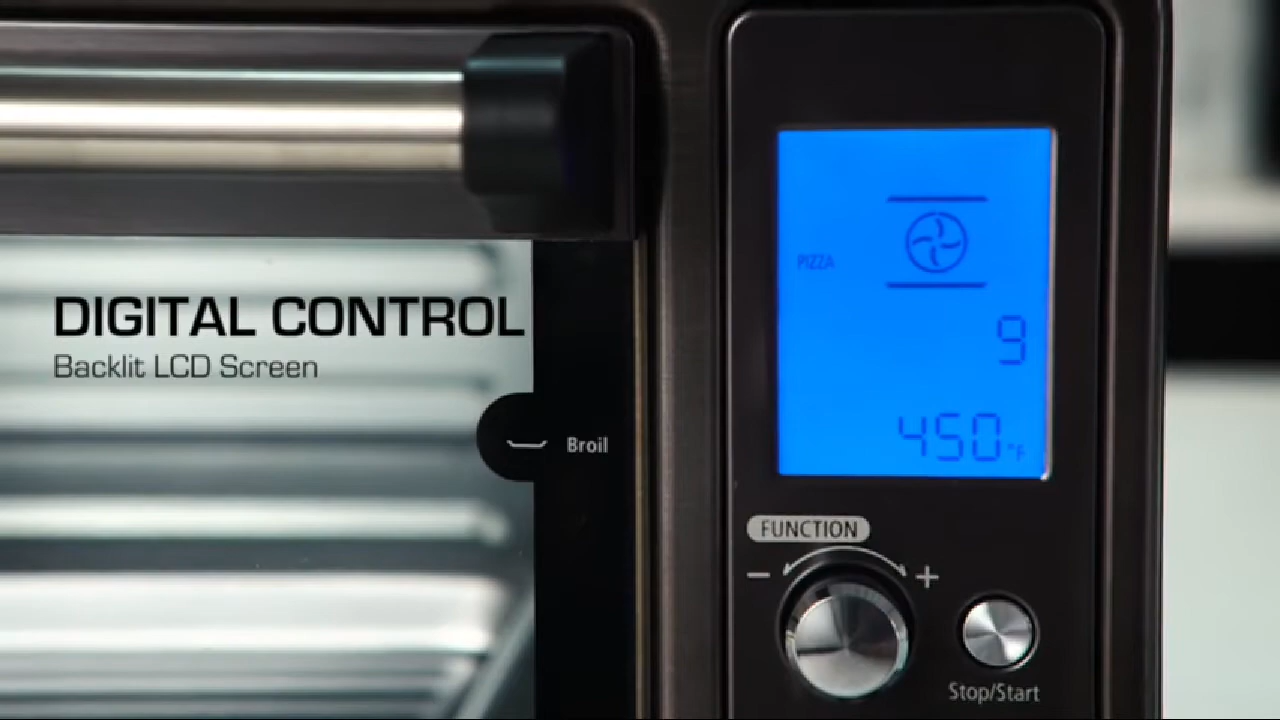 DIGITAL CONTROL
Backlit LCD Screen
Broil
PIZZA
9
450°F
FUNCTION
− +
Stop/Start